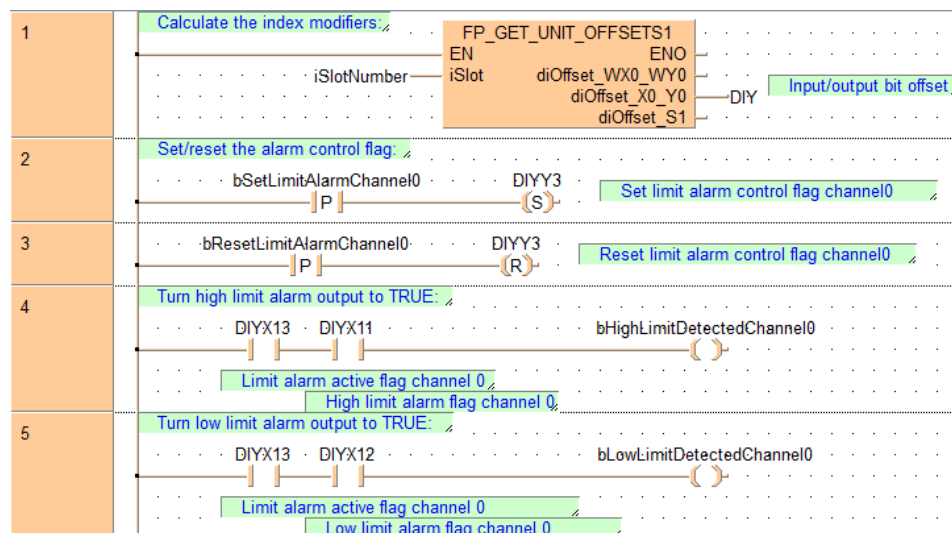 1
Calculate the index modifiers:
FP_GET_UNIT_OFFSETS1
EN ENO
iSlotNumber iSlot diOffset_WX0_WY0
diOffset_X0_Y0 DIY Input/output bit offset
diOffset_S1
2
Set/reset the alarm control flag:
bSetLimitAlarmChannel0 DIYY3
P (S) Set limit alarm control flag channel0
3
bResetLimitAlarmChannel0 DIYY3
P (R) Reset limit alarm control flag channel0
4
Turn high limit alarm output to TRUE:
DIYX13 DIYX11 bHighLimitDetectedChannel0
Limit alarm active flag channel 0
High limit alarm flag channel 0
5
Turn low limit alarm output to TRUE:
DIYX13 DIYX12 bLowLimitDetectedChannel0
Limit alarm active flag channel 0
Low limit alarm flag channel 0